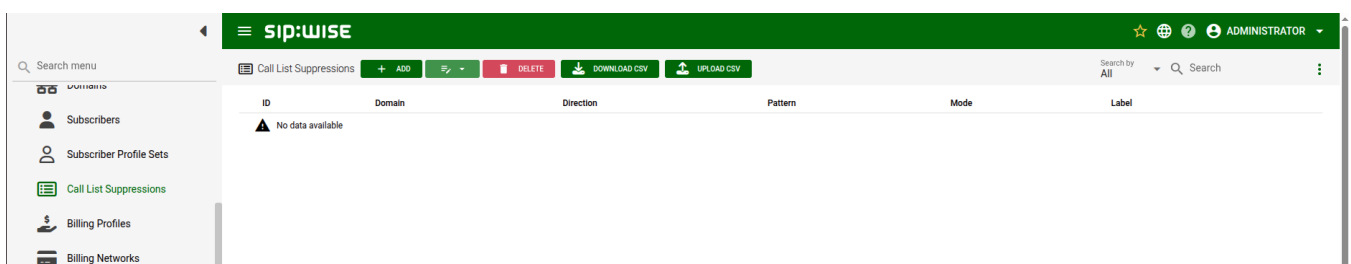 sip:wise
ADMINISTRATOR
Search menu
Domains
Subscribers
Subscriber Profile Sets
Call List Suppressions
Billing Profiles
Billing Networks
Call List Suppressions ADD DELETE DOWNLOAD CSV UPLOAD CSV Search by All Search
ID Domain Direction Pattern Mode Label
No data available